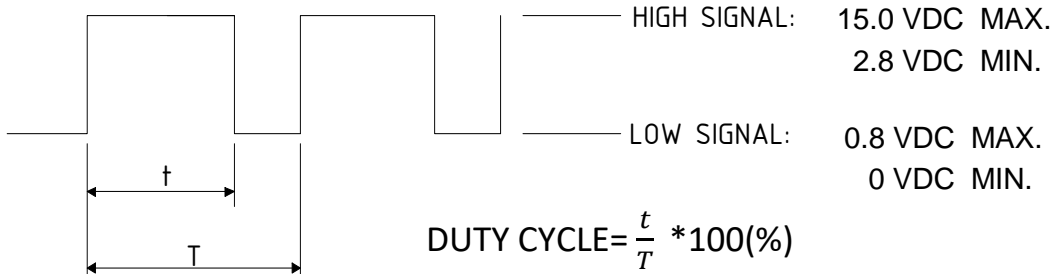 HIGH SIGNAL: 15.0 VDC MAX.
2.8 VDC MIN.
LOW SIGNAL: 0.8 VDC MAX.
0 VDC MIN.
t
T
DUTY CYCLE= t/T *100(%)